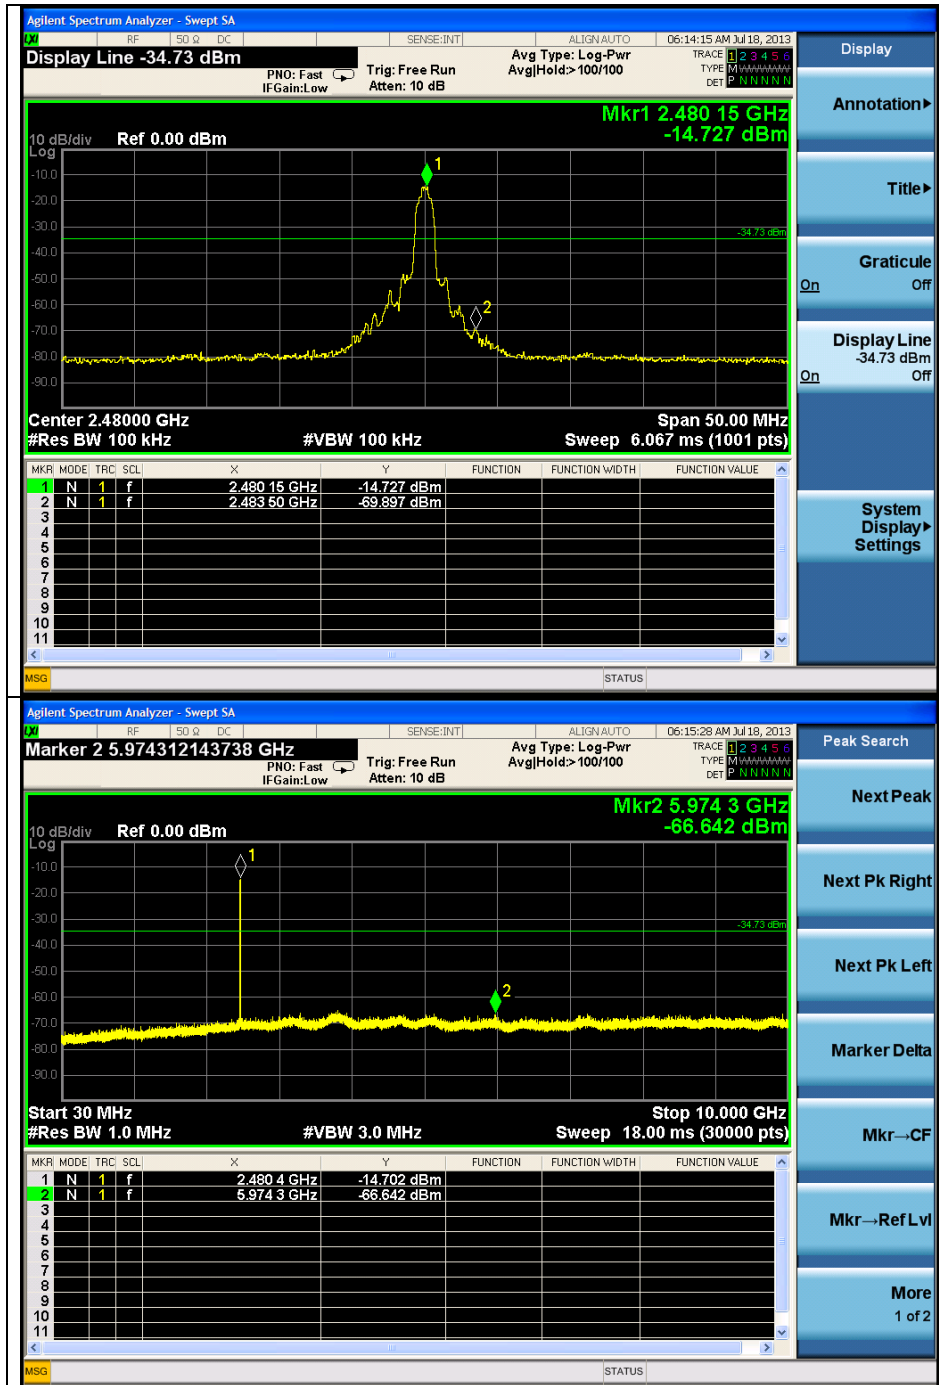 Agilent Spectrum Analyzer - Swept SA
LXI RF 50 Ω DC SENSE:INT ALIGN AUTO 06:14:15 AM Jul 18, 2013
Display Line -34.73 dBm
PNO: Fast
IFGain:Low
Trig: Free Run
Atten: 10 dB
Avg Type: Log-Pwr
Avg|Hold:> 100/100
TRACE 1 2 3 4 5 6
TYPE M WWWWW
DET P N N N N N
Mkr1 2.480 15 GHz
-14.727 dBm
10 dB/div Ref 0.00 dBm
Log
-10.0
-20.0
-30.0
-40.0
-50.0
-60.0
-70.0
-80.0
-90.0
1
-34.73 dBm
2
Center 2.48000 GHz Span 50.00 MHz
#Res BW 100 kHz #VBW 100 kHz Sweep 6.067 ms (1001 pts)
MKR MODE TRC SCL X Y FUNCTION FUNCTION WIDTH FUNCTION VALUE
1 N 1 f 2.480 15 GHz -14.727 dBm
2 N 1 f 2.483 50 GHz -69.897 dBm
3
4
5
6
7
8
9
10
11
MSG STATUS
Display
Annotation
Title
Graticule
On Off
Display Line
-34.73 dBm
On Off
System
Display
Settings
Agilent Spectrum Analyzer - Swept SA
LXI RF 50 Ω DC SENSE:INT ALIGN AUTO 06:15:28 AM Jul 18, 2013
Marker 2 5.974312143738 GHz
PNO: Fast
IFGain:Low
Trig: Free Run
Atten: 10 dB
Avg Type: Log-Pwr
Avg|Hold:> 100/100
TRACE 1 2 3 4 5 6
TYPE M WWWWW
DET P N N N N N
Mkr2 5.974 3 GHz
-66.642 dBm
10 dB/div Ref 0.00 dBm
Log
-10.0
-20.0
-30.0
-40.0
-50.0
-60.0
-70.0
-80.0
-90.0
1
-34.73 dBm
2
Start 30 MHz Stop 10.000 GHz
#Res BW 1.0 MHz #VBW 3.0 MHz Sweep 18.00 ms (30000 pts)
MKR MODE TRC SCL X Y FUNCTION FUNCTION WIDTH FUNCTION VALUE
1 N 1 f 2.480 4 GHz -14.702 dBm
2 N 1 f 5.974 3 GHz -66.642 dBm
3
4
5
6
7
8
9
10
11
MSG STATUS
Peak Search
Next Peak
Next Pk Right
Next Pk Left
Marker Delta
Mkr→CF
Mkr→Ref Lvl
More
1 of 2